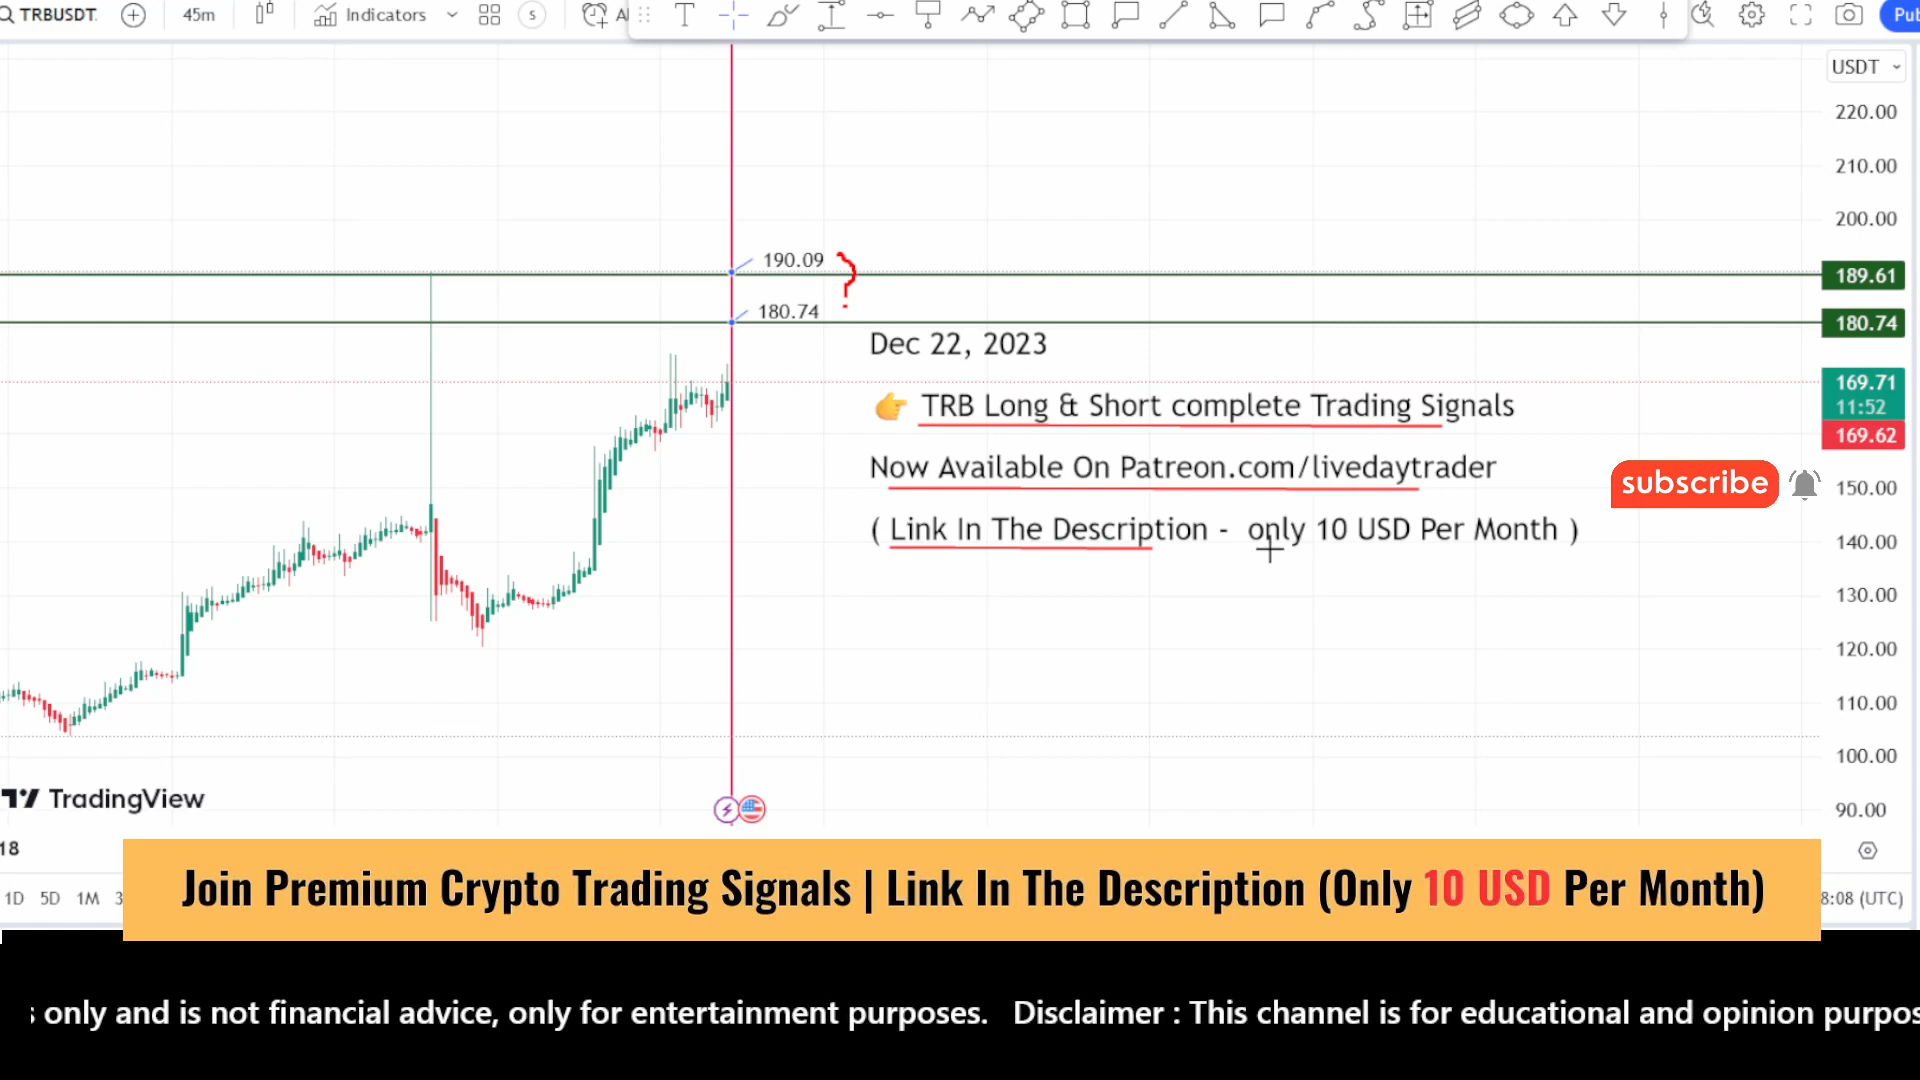 TRBUSDT
45m
Indicators
S
T
Pub
USDT
220.00
210.00
200.00
190.09
189.61
180.74
180.74
Dec 22, 2023
169.71
11:52
169.62
👉 TRB Long & Short complete Trading Signals
Now Available On Patreon.com/livedaytrader
subscribe
150.00
( Link In The Description - only 10 USD Per Month )
140.00
130.00
120.00
110.00
100.00
TradingView
90.00
18
Join Premium Crypto Trading Signals | Link In The Description (Only 10 USD Per Month)
1D 5D 1M 3
8:08 (UTC)
s only and is not financial advice, only for entertainment purposes. Disclaimer : This channel is for educational and opinion purpos